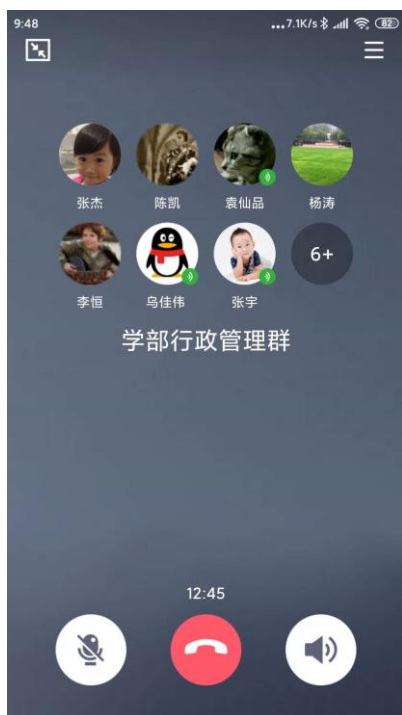 9:48 ...7.1K/s 82
张杰 陈凯 袁仙品 杨涛
6+
李恒 乌佳伟 张宇
学部行政管理群
12:45